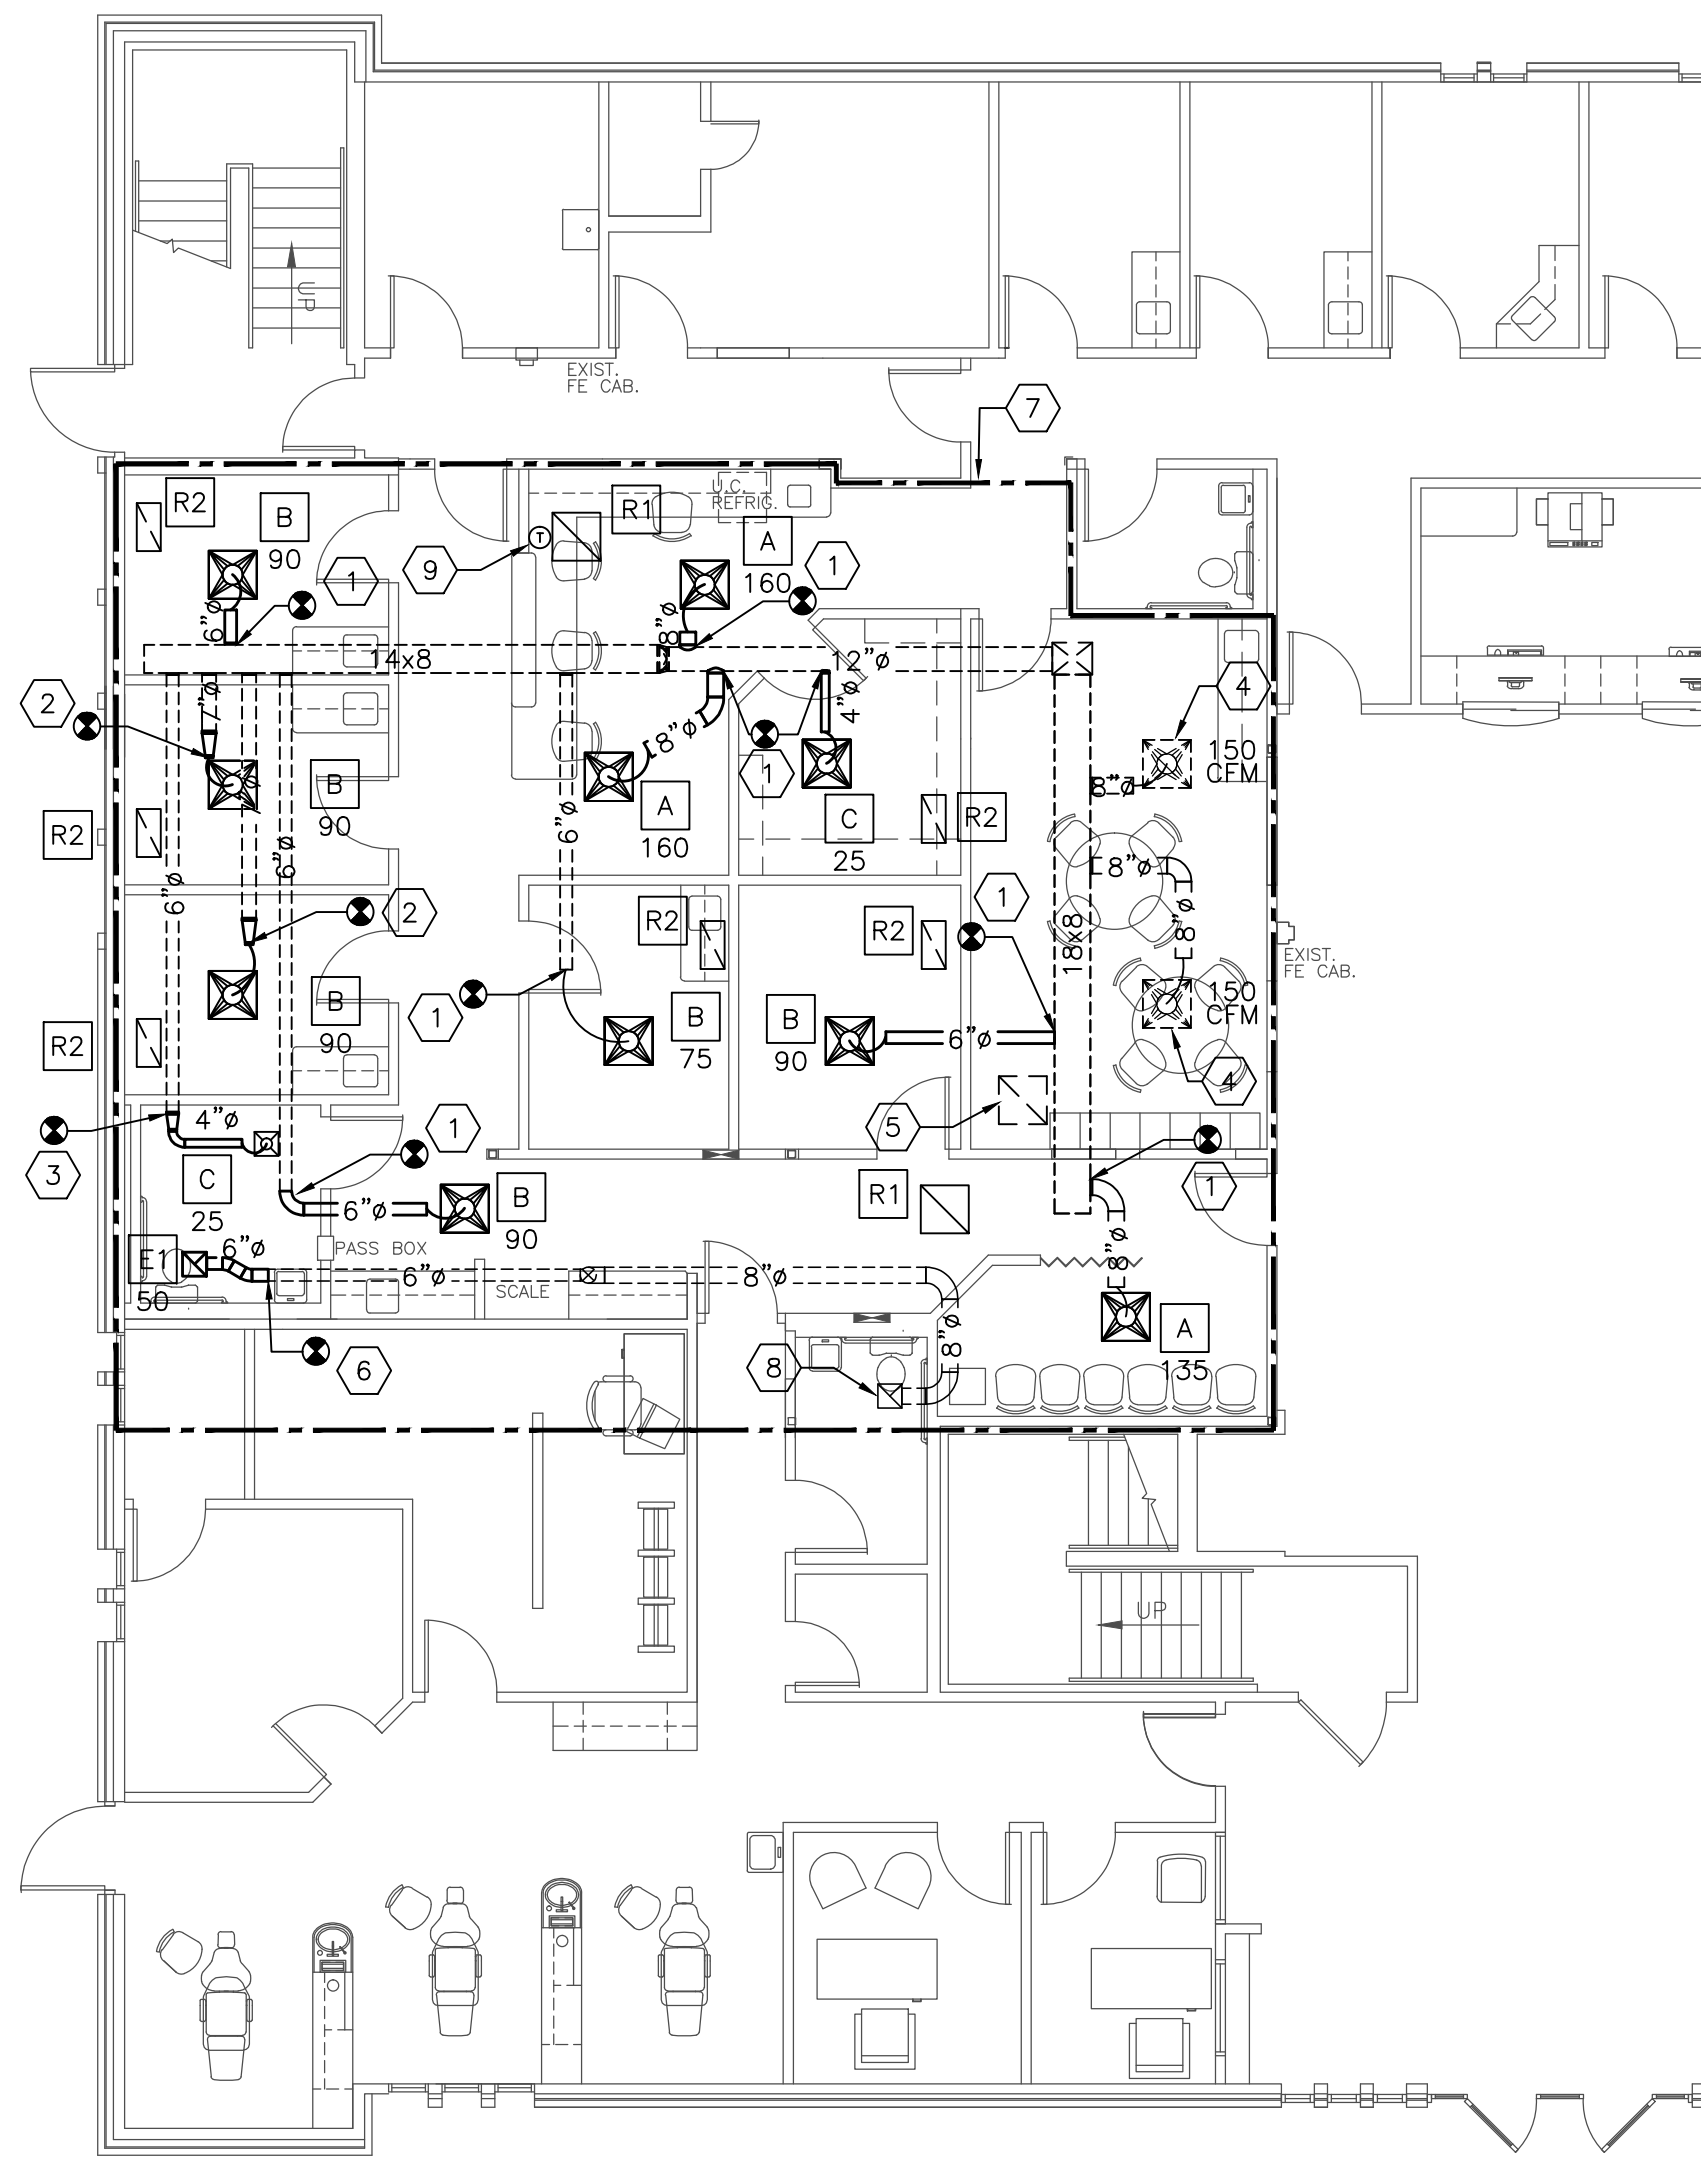 UP
EXIST.
FE CAB.
7
R2
B
90
1
9
T
R1
U.C.
REFRIG.
A
160
1
6"ø
8"ø
14x8
12"ø
2
7"ø
8"ø
4"ø
4
150
CFM
8"ø
1
R2
B
90
6"ø
A
160
C
25
R2
6"ø
6"ø
2
8"ø
8"ø
18x8
1
R2
R2
EXIST.
FE CAB.
150
CFM
B
90
R2
1
B
75
B
90
6"ø
4
5
4"ø
3
1
C
25
6"ø
B
90
R1
1
E1
50
6"ø
PASS BOX
6"ø
SCALE
8"ø
8"ø
8"ø
A
135
6
8
UP